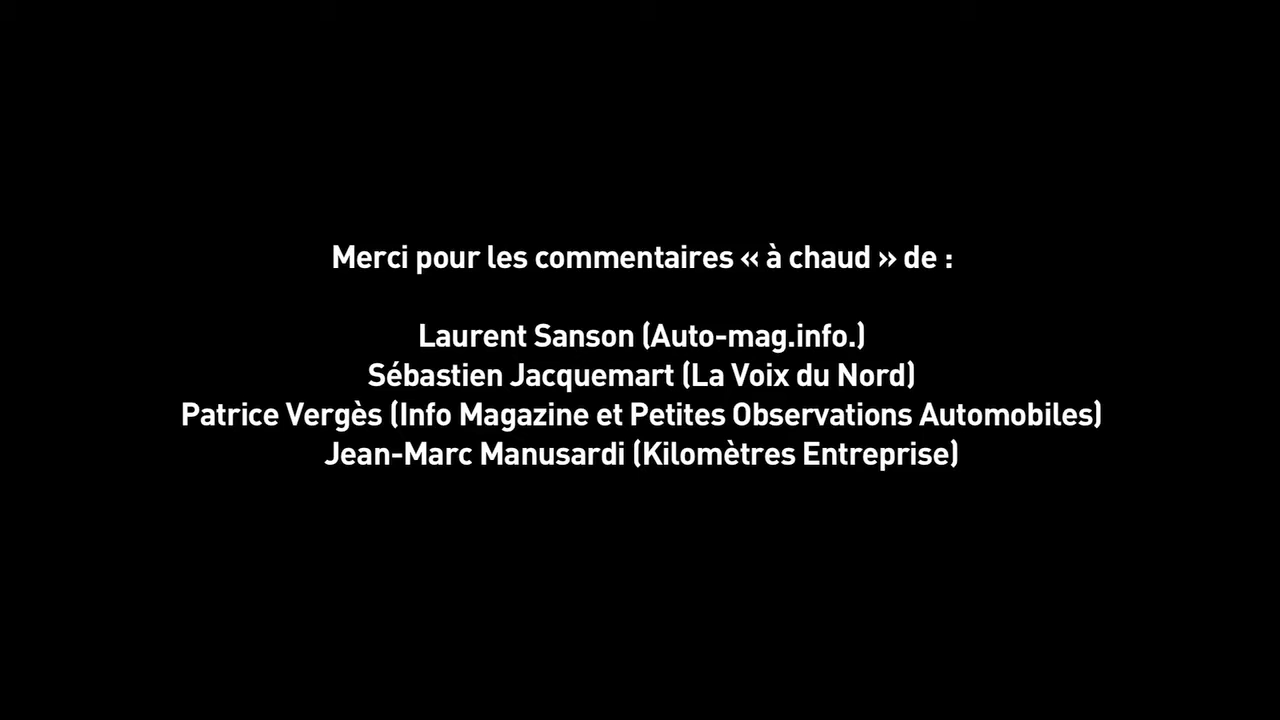 Merci pour les commentaires « à chaud » de :
Laurent Sanson (Auto-mag.info.)
Sébastien Jacquemart (La Voix du Nord)
Patrice Vergès (Info Magazine et Petites Observations Automobiles)
Jean-Marc Manusardi (Kilomètres Entreprise)